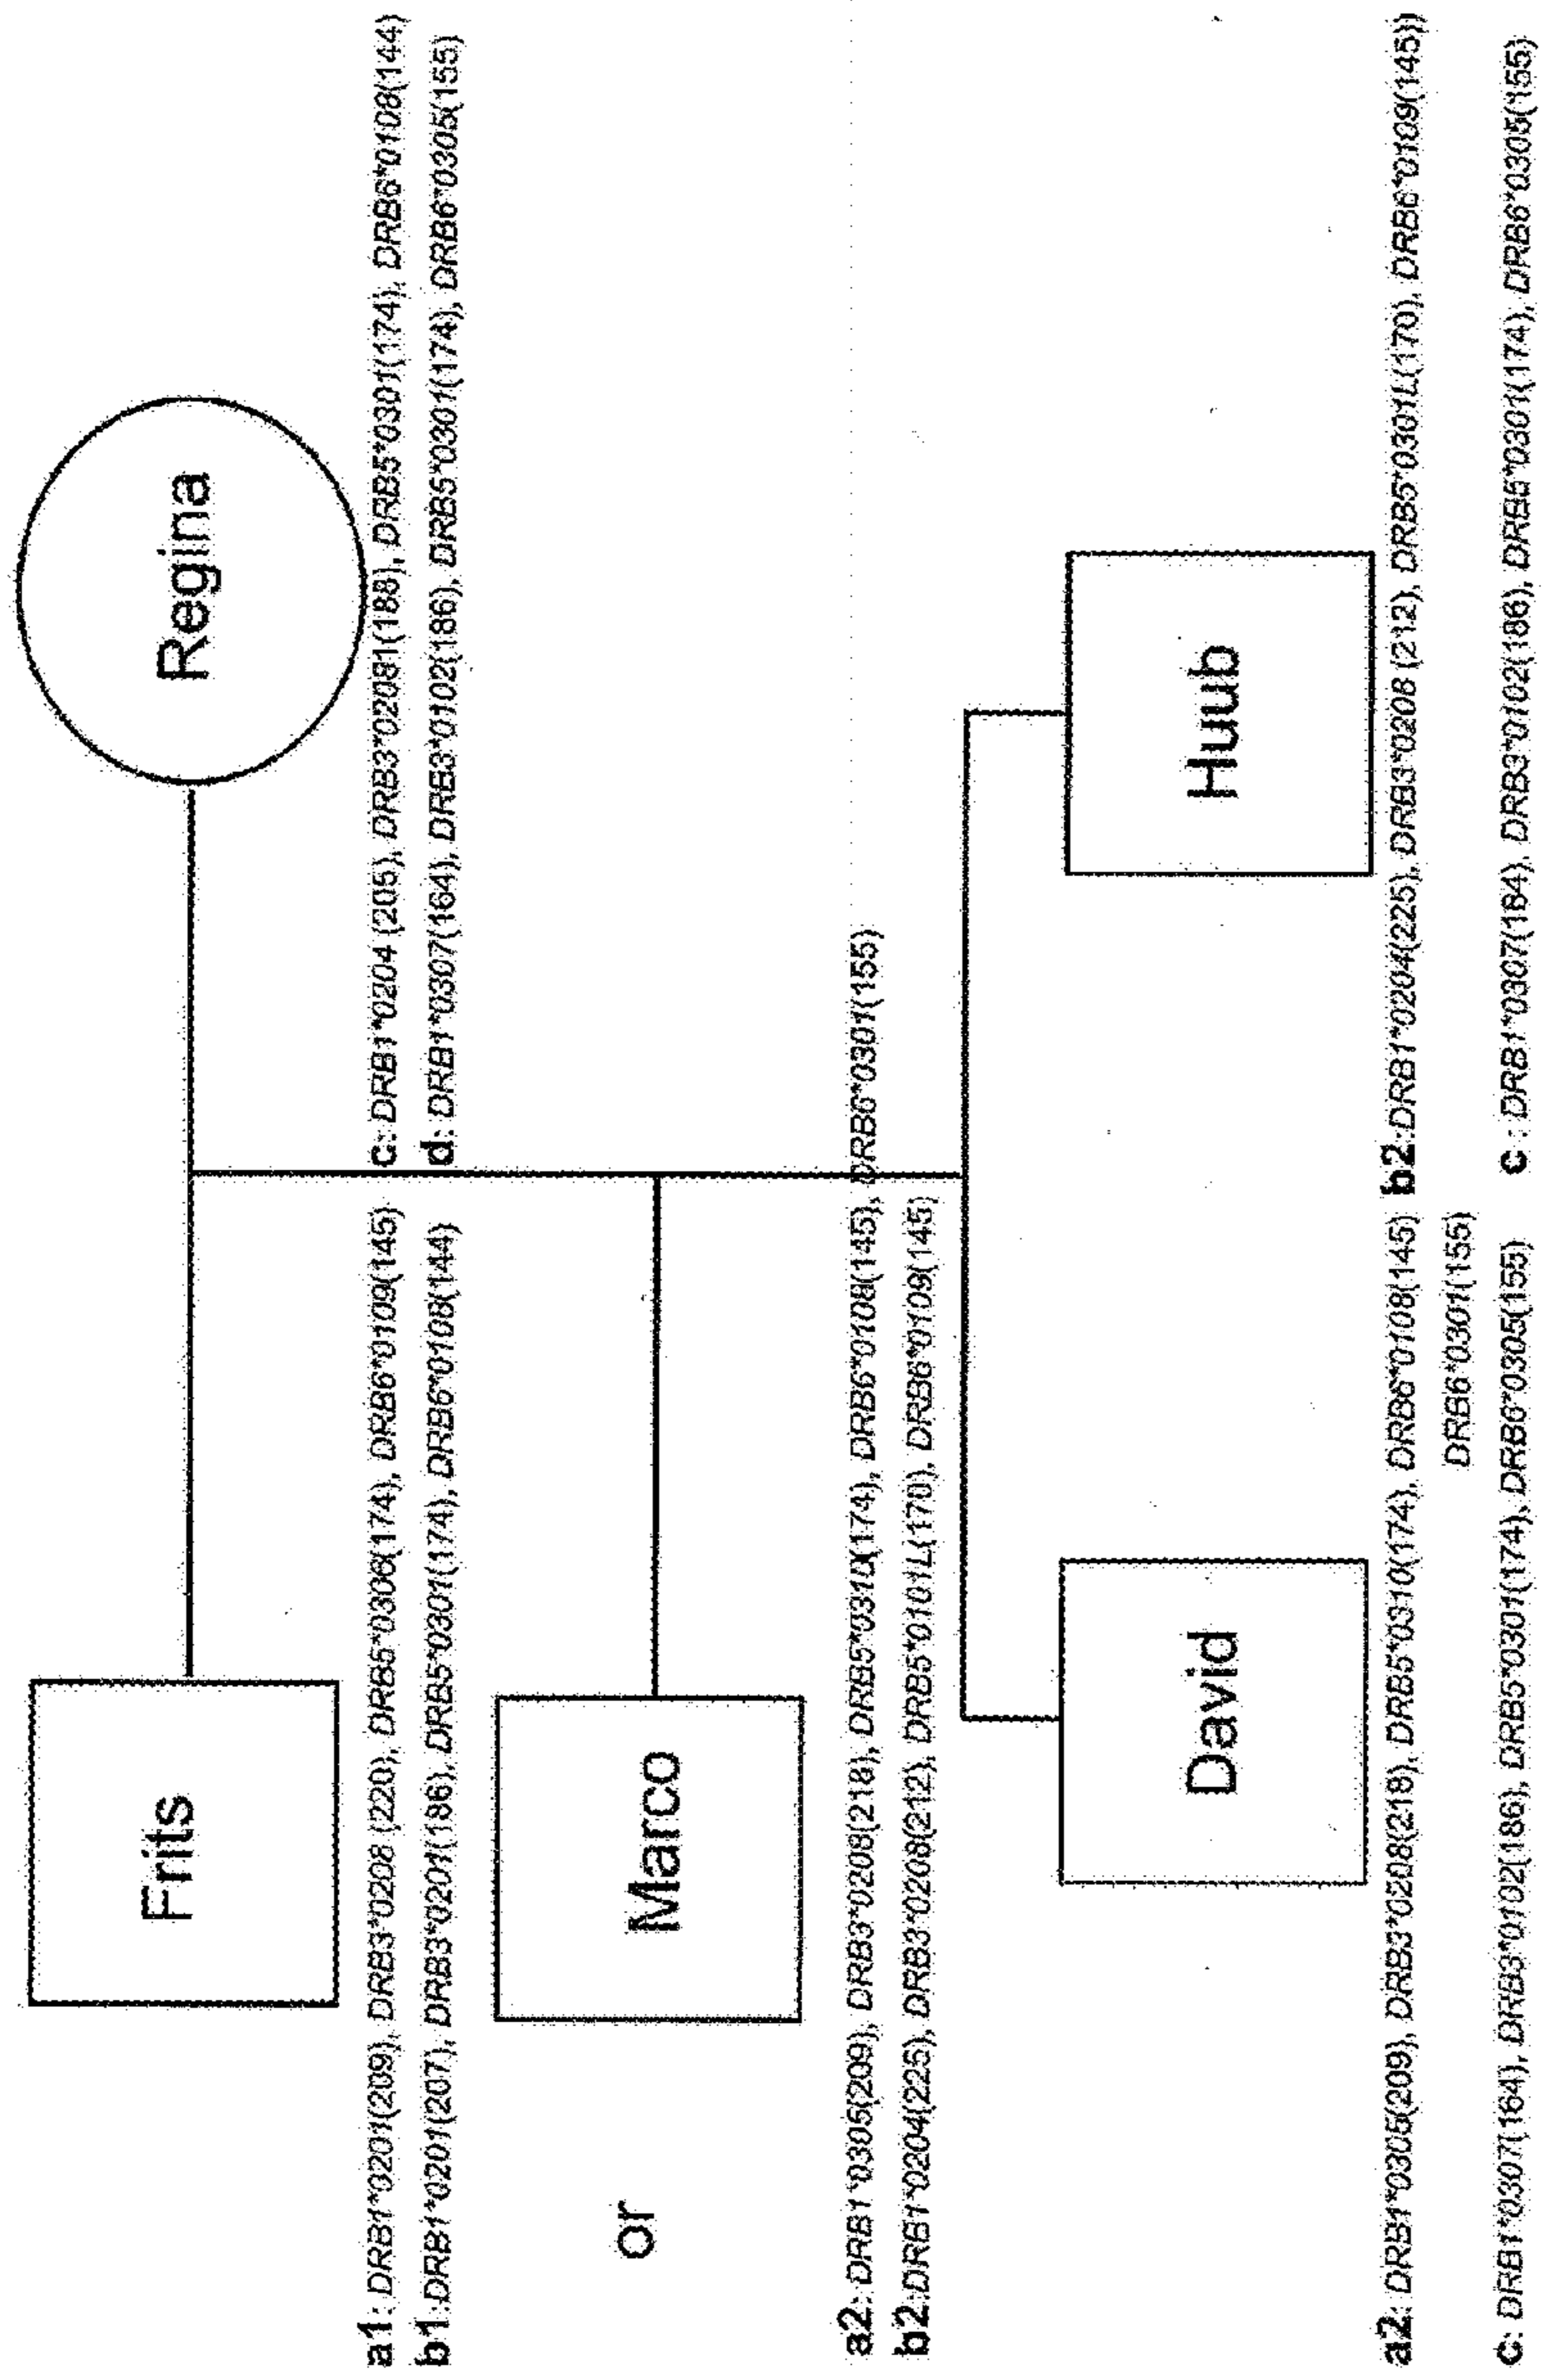 Frits
Regina
a1: DRB1*0201(209), DRB3*0208 (220), DRB5*0306(174), DRB6*0109(145)
c: DRB1*0204 (205), DRB3*02081(188), DRB5*0301(174), DRB6*0108(144)
b1:DRB1*0201(207), DRB3*0201(186), DRB5*0301(174), DRB6*0108(144)
d: DRB1*0307(164), DRB3*0102(186), DRB5*0301(174), DRB6*0305(155)
or
Marco
a2: DRB1*0305(209), DRB3*0208(218), DRB5*0310(174), DRB6*0108(145), DRB6*0301(155)
b2:DRB1*0204(225), DRB3*0208(212), DRB5*0101L(170), DRB6*0109(145)
David
Huub
a2: DRB1*0305(209), DRB3*0208(218), DRB5*0310(174), DRB6*0108(145)
DRB6*0301(155)
b2:DRB1*0204(225), DRB3*0208 (212), DRB5*0301L(170), DRB6*0109(145))
c: DRB1*0307(164), DRB3*0102(186), DRB5*0301(174), DRB6*0305(155)
c : DRB1*0307(164), DRB3*0102(186), DRB5*0301(174), DRB6*0305(155)